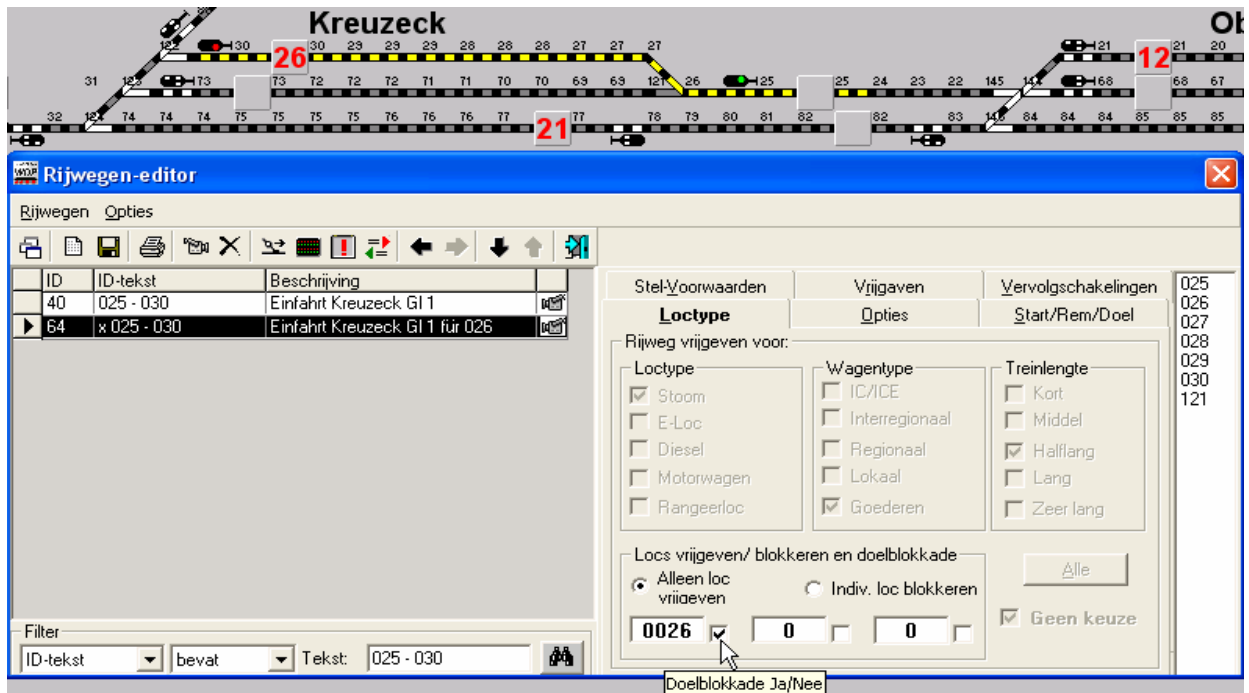 Kreuzeck Ob
122 30 26 30 29 29 29 28 28 28 27 27 27 21 12 21 20
31 123 73 73 72 72 72 71 71 70 70 69 69 121 26 25 25 24 23 22 145 68 68 67
32 74 74 74 75 75 75 75 76 76 77 21 77 78 79 80 81 82 82 83 84 84 84 85 85 85
Rijwegen-editor
Rijwegen Opties
ID ID-tekst Beschrijving
40 025 - 030 Einfahrt Kreuzeck Gl 1
64 x 025 - 030 Einfahrt Kreuzeck Gl 1 für 026
Filter
ID-tekst bevat Tekst: 025 - 030
Stel-Voorwaarden Vrijgaven Vervolgschakelingen
Loctype Opties Start/Rem/Doel
Rijweg vrijgeven voor:
Loctype
Stoom
E-Loc
Diesel
Motorwagen
Rangeerloc
Wagentype
IC/ICE
Interregionaal
Regionaal
Lokaal
Goederen
Treinlengte
Kort
Middel
Halflang
Lang
Zeer lang
Locs vrijgeven/ blokkeren en doelblokkade
Alleen loc
vrijgeven
Indiv. loc blokkeren
0026 0 0
Alle
Geen keuze
Doelblokkade Ja/Nee
025
026
027
028
029
030
121